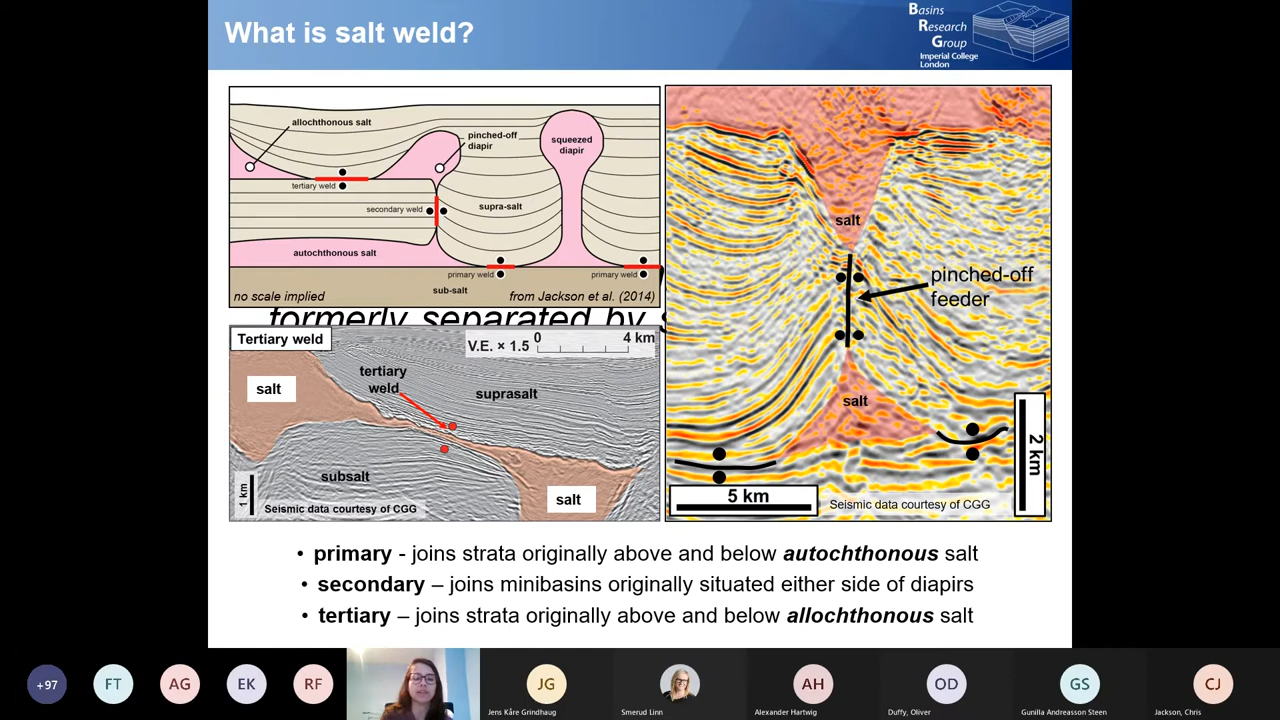 What is salt weld?
Basins
Research
Group
Imperial College
London
allochthonous salt
pinched-off
diapir
squeezed
diapir
tertiary weld
secondary weld
supra-salt
autochthonous salt
primary weld
primary weld
sub-salt
no scale implied
from Jackson et al. (2014)
formerly separated by s
Tertiary weld
V.E. × 1.5
0
4 km
salt
tertiary
weld
suprasalt
subsalt
salt
1 km
Seismic data courtesy of CGG
salt
pinched-off
feeder
salt
2 km
5 km
Seismic data courtesy of CGG
• primary - joins strata originally above and below autochthonous salt
• secondary – joins minibasins originally situated either side of diapirs
• tertiary – joins strata originally above and below allochthonous salt
+97
FT
AG
EK
RF
JG
Jens Kåre Grindhaug
Smerud Linn
AH
Alexander Hartwig
OD
Duffy, Oliver
GS
Gunilla Andreasson Steen
CJ
Jackson, Chris